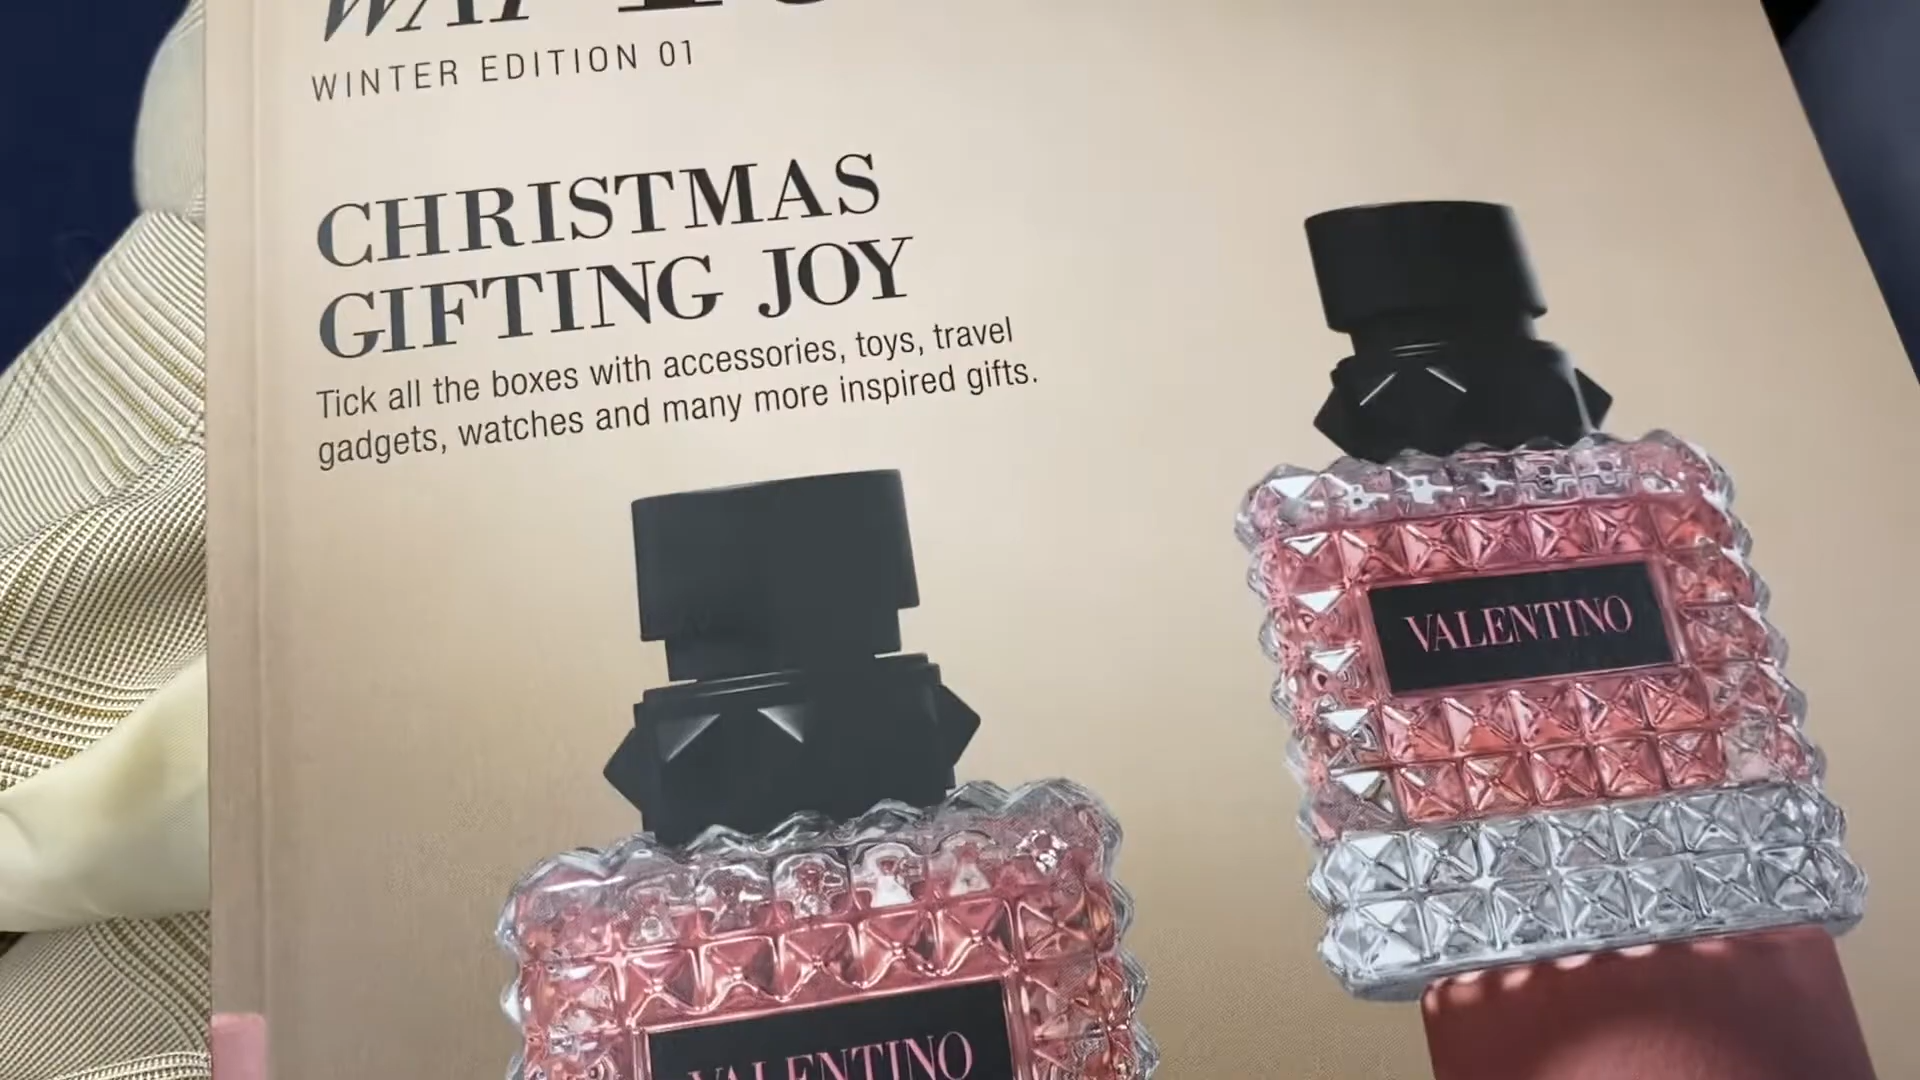 WINTER EDITION 01
CHRISTMAS
GIFTING JOY
Tick all the boxes with accessories, toys, travel
gadgets, watches and many more inspired gifts.
VALENTINO
VALENTINO